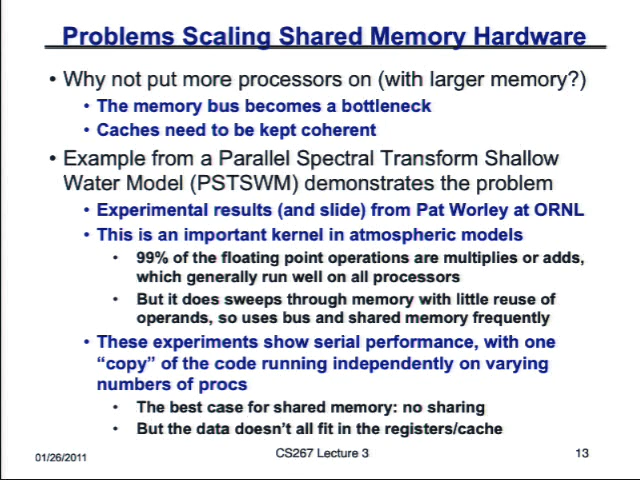 Problems Scaling Shared Memory Hardware
• Why not put more processors on (with larger memory?)
• The memory bus becomes a bottleneck
• Caches need to be kept coherent
• Example from a Parallel Spectral Transform Shallow
Water Model (PSTSWM) demonstrates the problem
• Experimental results (and slide) from Pat Worley at ORNL
• This is an important kernel in atmospheric models
• 99% of the floating point operations are multiplies or adds,
which generally run well on all processors
• But it does sweeps through memory with little reuse of
operands, so uses bus and shared memory frequently
• These experiments show serial performance, with one
“copy” of the code running independently on varying
numbers of procs
• The best case for shared memory: no sharing
• But the data doesn’t all fit in the registers/cache
01/26/2011 CS267 Lecture 3 13